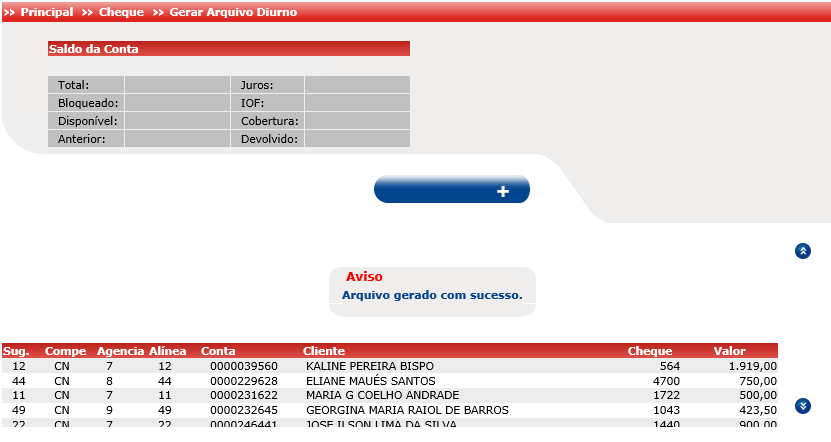 >> Principal >> Cheque >> Gerar Arquivo Diurno
Saldo da Conta
Total: Juros:
Bloqueado: IOF:
Disponível: Cobertura:
Anterior: Devolvido:
+
Aviso
Arquivo gerado com sucesso.
Sug. Compe Agencia Alínea Conta Cliente Cheque Valor
12 CN 7 12 0000039560 KALINE PEREIRA BISPO 564 1.919,00
44 CN 8 44 0000229628 ELIANE MAUÉS SANTOS 4700 750,00
11 CN 7 11 0000231622 MARIA G COELHO ANDRADE 1722 500,00
49 CN 9 49 0000232645 GEORGINA MARIA RAIOL DE BARROS 1043 423,50
22 CN 7 22 0000246441 JOSE ILSON LIMA DA SILVA 1440 900,00